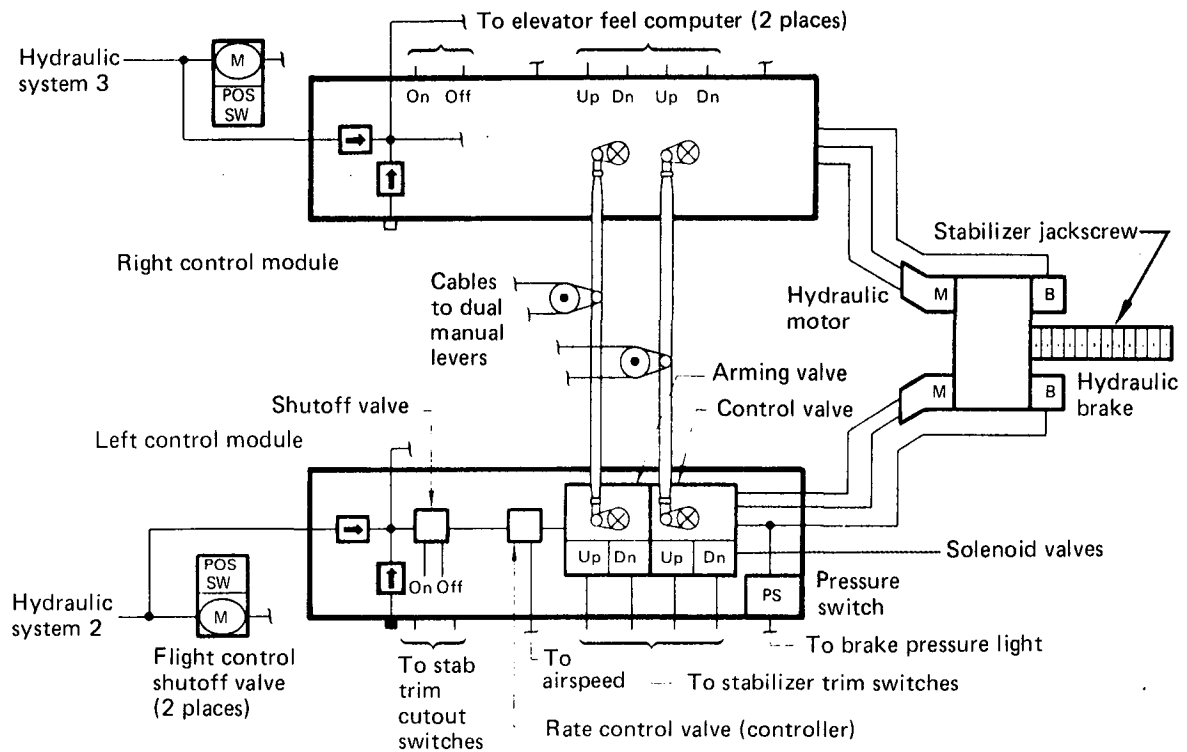 To elevator feel computer (2 places)
Hydraulic
system 3
M
POS
SW
On Off Up Dn Up Dn
Right control module
Cables
to dual
manual
levers
Stabilizer jackscrew
Hydraulic
motor
M
B
M
B
Hydraulic
brake
Arming valve
Control valve
Shutoff valve
Left control module
Up Dn Up Dn
On Off
Solenoid valves
PS
Pressure
switch
Hydraulic
system 2
POS
SW
M
Flight control
shutoff valve
(2 places)
To stab
trim
cutout
switches
To
airspeed
To brake pressure light
To stabilizer trim switches
Rate control valve (controller)